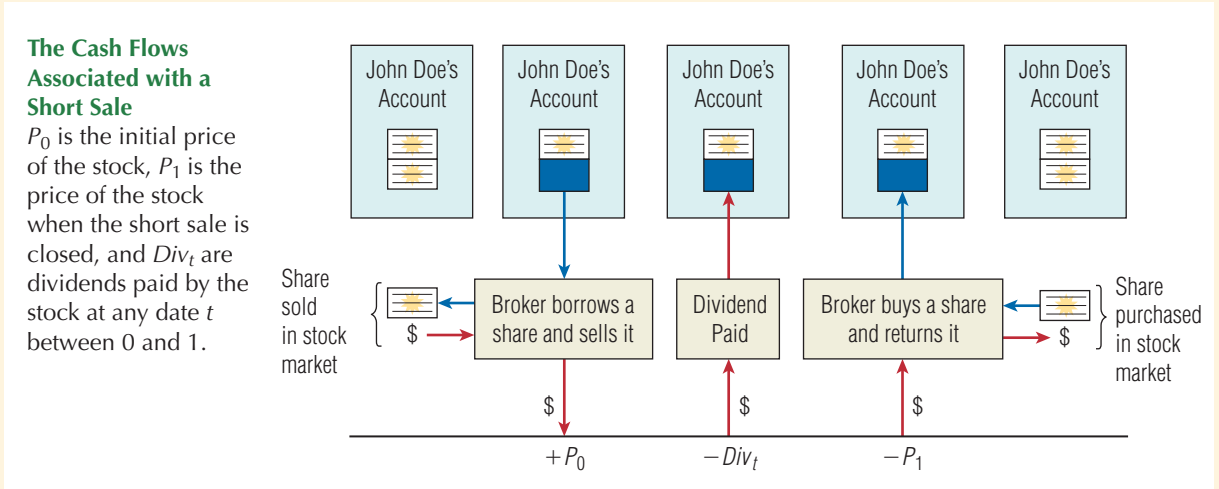 The Cash Flows
Associated with a
Short Sale
P₀ is the initial price
of the stock, P₁ is the
price of the stock
when the short sale is
closed, and Divₜ are
dividends paid by the
stock at any date t
between 0 and 1.
John Doe's
Account
John Doe's
Account
John Doe's
Account
John Doe's
Account
John Doe's
Account
Share
sold
in stock
market
$
Broker borrows a
share and sells it
Dividend
Paid
Broker buys a share
and returns it
$
Share
purchased
in stock
market
$
$
$
+P₀
−Divₜ
−P₁